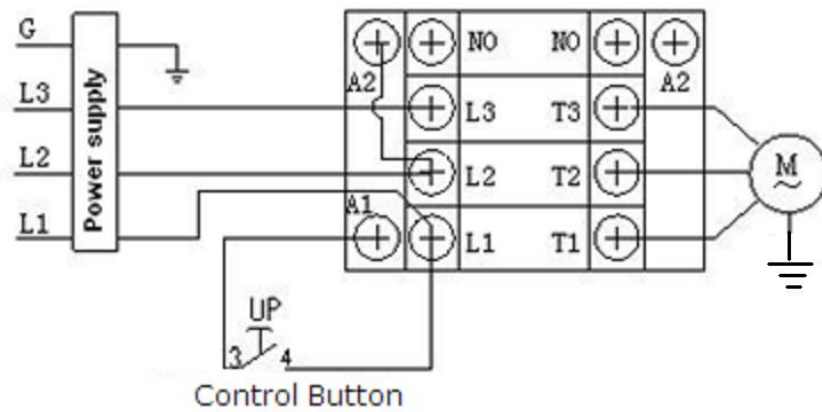 G
L3
L2
L1
Power supply
A2
NO
NO
A2
L3
T3
L2
T2
A1
L1
T1
M
~
UP
3
4
Control Button